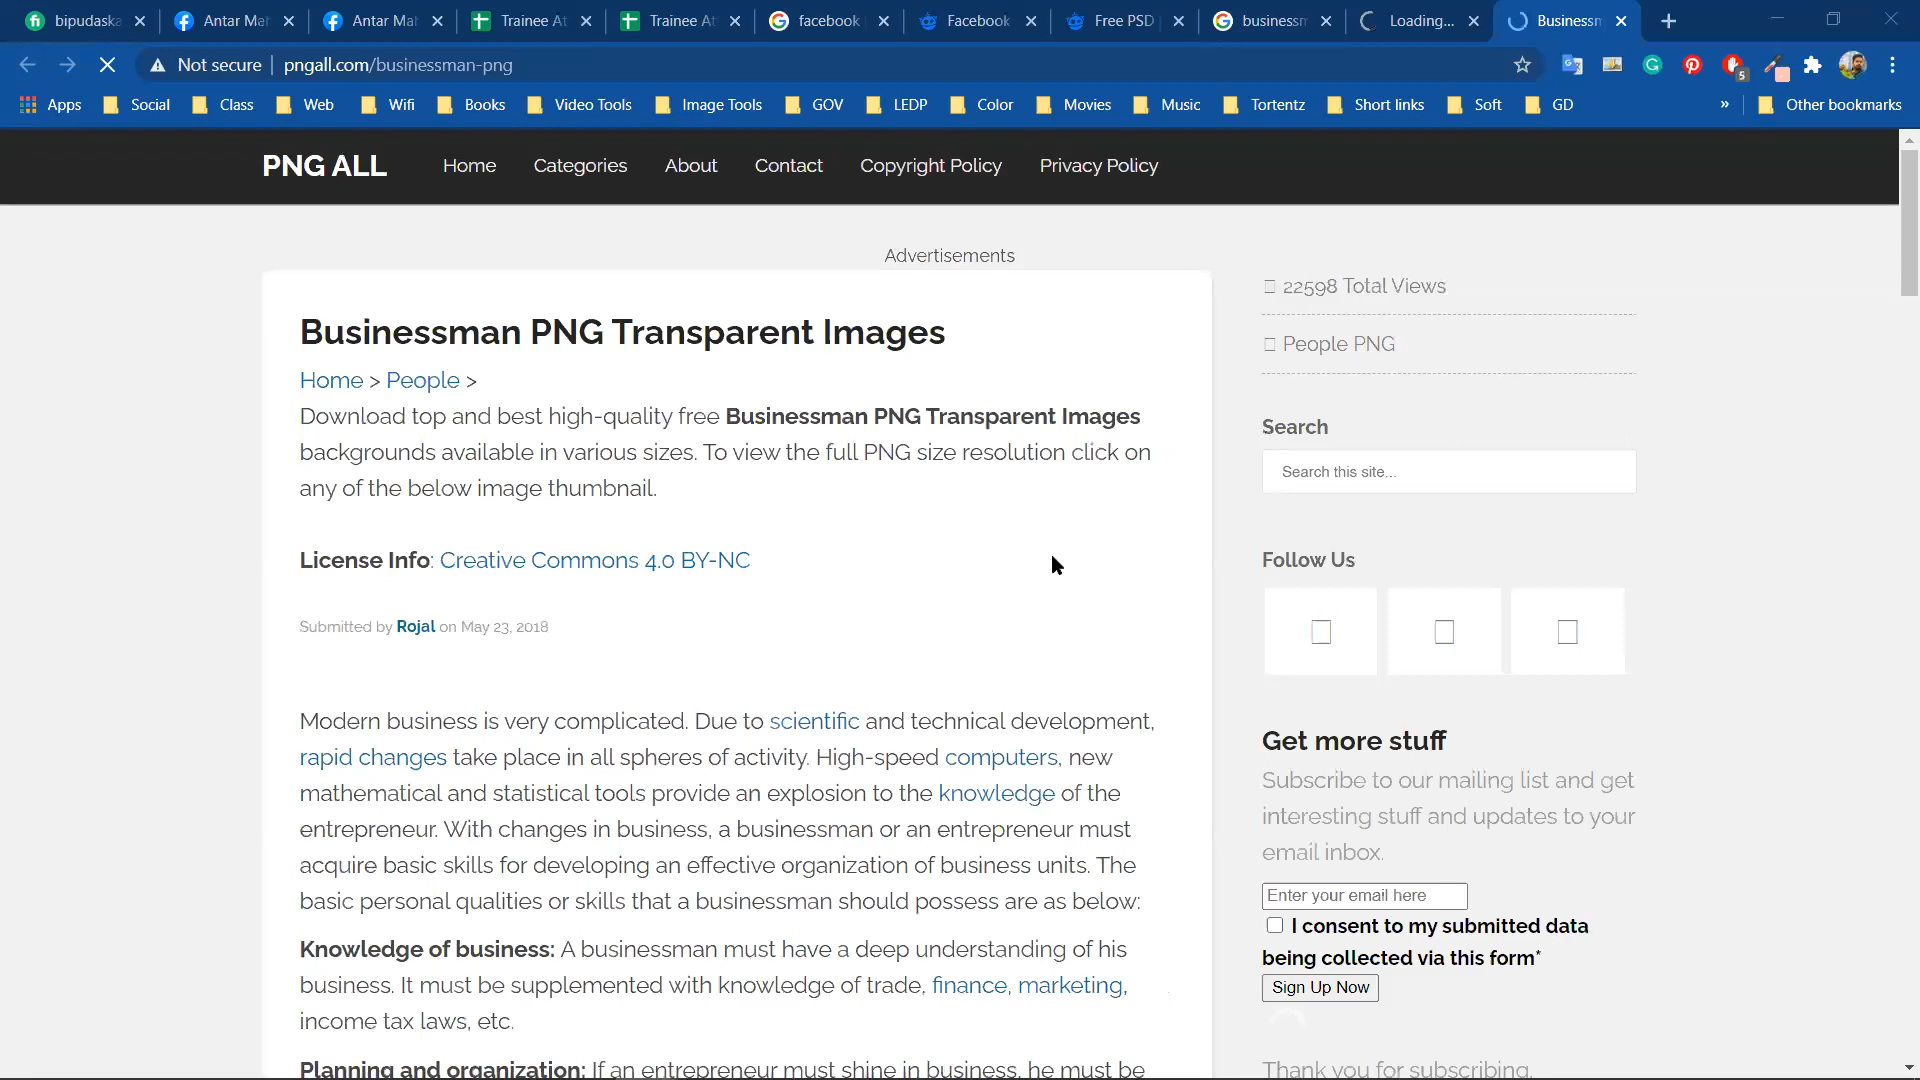 bipudaska
Antar Mah
Antar Mah
Trainee At
Trainee At
facebook
Facebook
Free PSD
businessm
Loading...
Businessm
Not secure
pngall.com/businessman-png
5
Apps
Social
Class
Web
Wifi
Books
Video Tools
Image Tools
GOV
LEDP
Color
Movies
Music
Tortentz
Short links
Soft
GD
»
Other bookmarks
PNG ALL
Home
Categories
About
Contact
Copyright Policy
Privacy Policy
Advertisements
Businessman PNG Transparent Images
Home > People >
Download top and best high-quality free Businessman PNG Transparent Images
backgrounds available in various sizes. To view the full PNG size resolution click on
any of the below image thumbnail.
License Info: Creative Commons 4.0 BY-NC
Submitted by Rojal on May 23, 2018
Modern business is very complicated. Due to scientific and technical development,
rapid changes take place in all spheres of activity. High-speed computers, new
mathematical and statistical tools provide an explosion to the knowledge of the
entrepreneur. With changes in business, a businessman or an entrepreneur must
acquire basic skills for developing an effective organization of business units. The
basic personal qualities or skills that a businessman should possess are as below:
Knowledge of business: A businessman must have a deep understanding of his
business. It must be supplemented with knowledge of trade, finance, marketing,
income tax laws, etc.
Planning and organization: If an entrepreneur must shine in business, he must be
22598 Total Views
People PNG
Search
Search this site...
Follow Us
Get more stuff
Subscribe to our mailing list and get
interesting stuff and updates to your
email inbox.
Enter your email here
I consent to my submitted data
being collected via this form*
Sign Up Now
Thank you for subscribing.